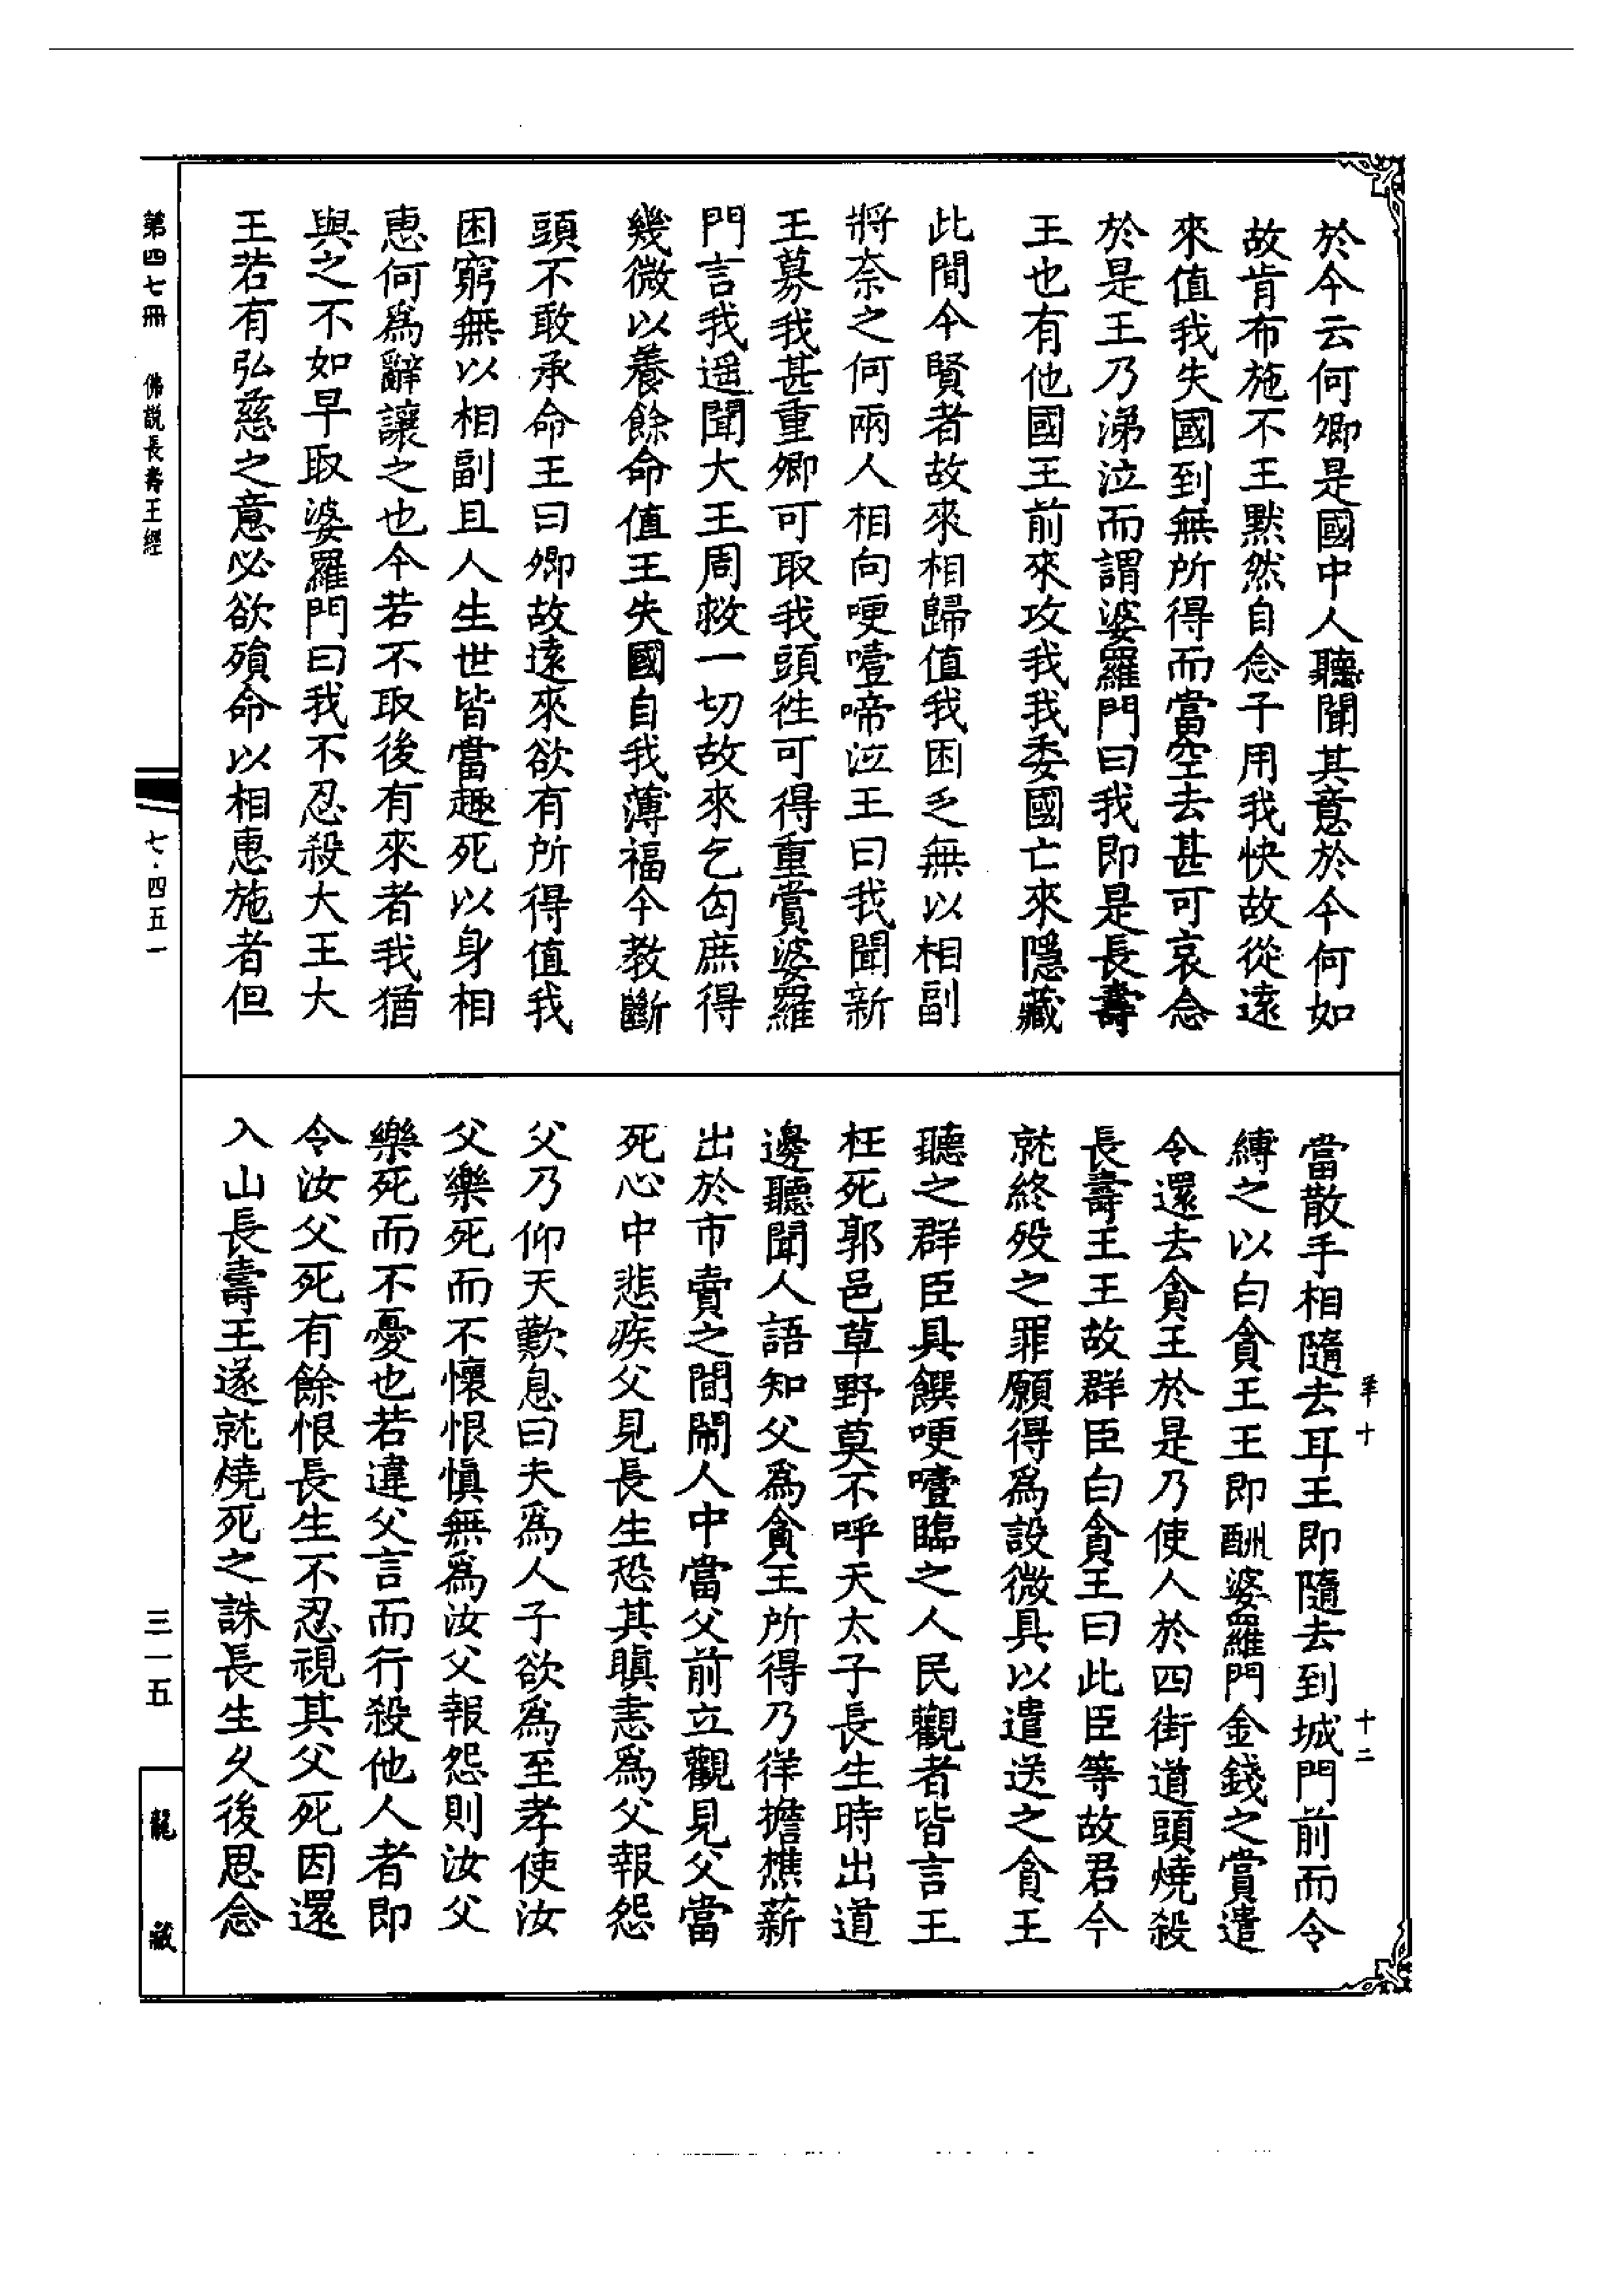 於今云何卿是國中人聽聞其意於今何如
故肯布施不王默然自念子用我快故從遠
來值我失國到無所得而當空去甚可哀念
於是王乃涕泣而謂婆羅門曰我即是長壽
王也有他國王前來攻我我委國亡來隱藏
此間今賢者故來相歸值我困乏無以相副
將奈之何兩人相向哽噎啼泣王曰我聞新
王募我甚重卿可取我頭徃可得重賞婆羅
門言我遥聞大王周救一切故來乞匃庶得
幾微以養餘命值王失國自我薄福今教斷
頭不敢承命王曰卿故遠來欲有所得值我
困窮無以相副且人生世皆當趣死以身相
惠何爲辭讓之也今若不取後有來者我猶
與之不如早取婆羅門曰我不忍殺大王大
王若有弘慈之意必欲殞命以相惠施者但
當散手相隨去耳王即隨去到城門前而令
縛之以白貪王王即酬婆羅門金錢之賞遣
令還去貪王於是乃使人於四街道頭燒殺
長壽王王故群臣白貪王曰此臣等故君今
就終殁之罪願得爲設微具以遣送之貪王
聽之群臣具饌哽噎臨之人民觀者皆言王
枉死郭邑草野莫不呼天太子長生時出道
邊聽聞人語知父爲貪王所得乃徉擔樵薪
出於市賣之間閙人中當父前立觀見父當
死心中悲疾父見長生恐其瞋恚爲父報怨
父乃仰天歎息曰夫爲人子欲爲至孝使汝
父樂死而不懷恨愼無爲汝父報怨則汝父
樂死而不憂也若違父言而行殺他人者即
令汝父死有餘恨長生不忍視其父死因還
入山長壽王遂就燒死之誅長生乆後思念
十
十二
第四七冊 佛說長壽王經
七·四五一
三一五
龍藏